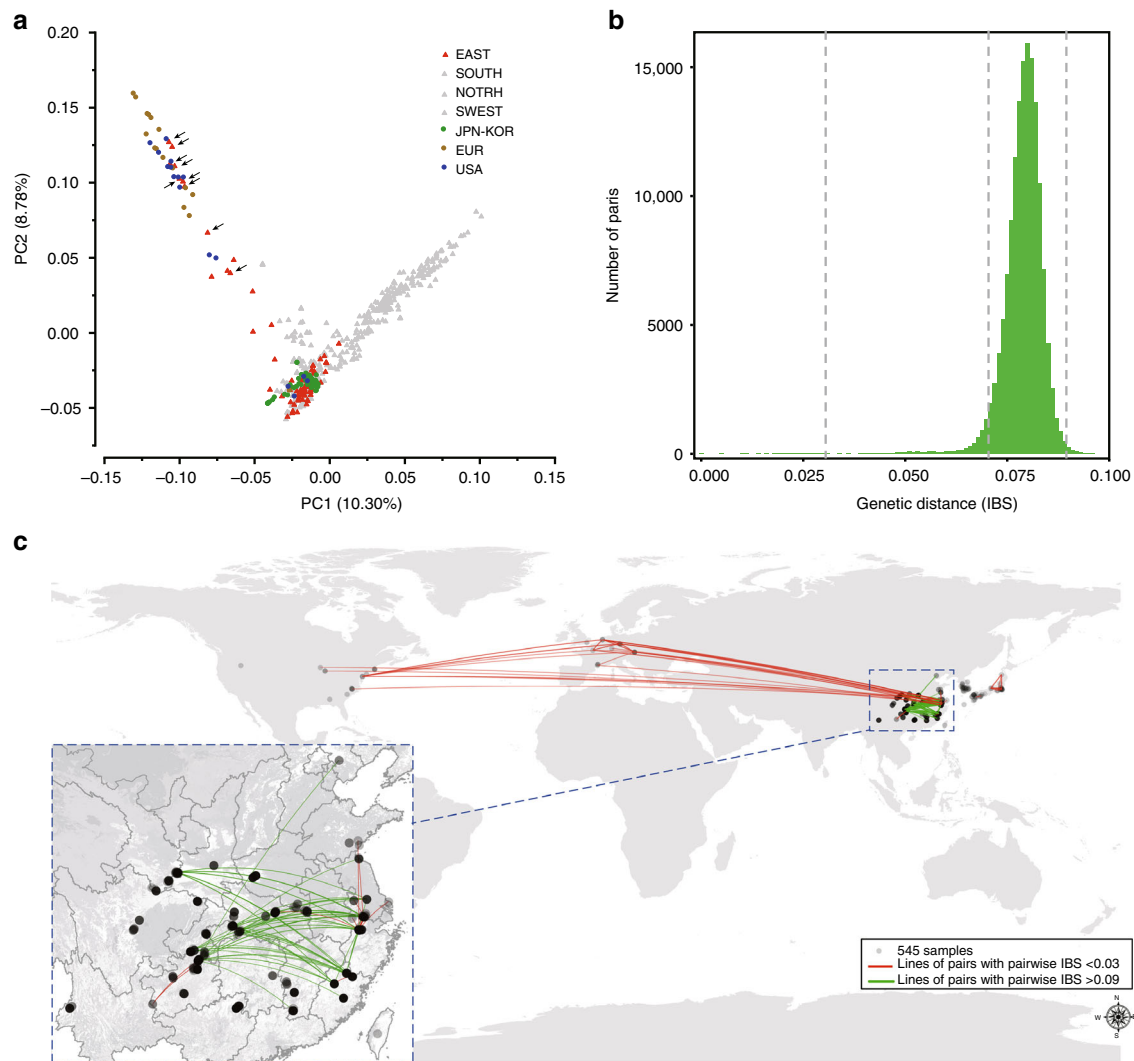 a
0.20
0.15
0.10
0.05
0.00
−0.05
PC2 (8.78%)
−0.15
−0.10
−0.05
0.00
0.05
0.10
0.15
PC1 (10.30%)
EAST
SOUTH
NOTRH
SWEST
JPN-KOR
EUR
USA
b
15,000
10,000
5000
0
Number of paris
0.000
0.025
0.050
0.075
0.100
Genetic distance (IBS)
c
545 samples
Lines of pairs with pairwise IBS <0.03
Lines of pairs with pairwise IBS >0.09
N
W
E
S